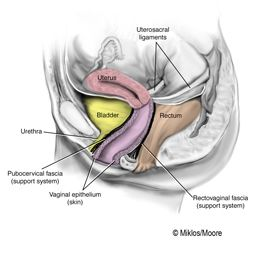 Uterosacral
ligaments
Uterus
Bladder
Rectum
Urethra
Pubocervical fascia
(support system)
Vaginal epithelium
(skin)
Rectovaginal fascia
(support system)
© Miklos/Moore